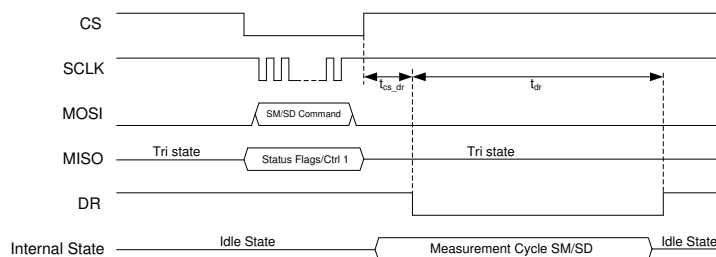 CS
SCLK
t_cs_dr t_dr
MOSI SM/SD Command
MISO Tri state Status Flags/Ctrl 1 Tri state
DR
Internal State Idle State Measurement Cycle SM/SD Idle State